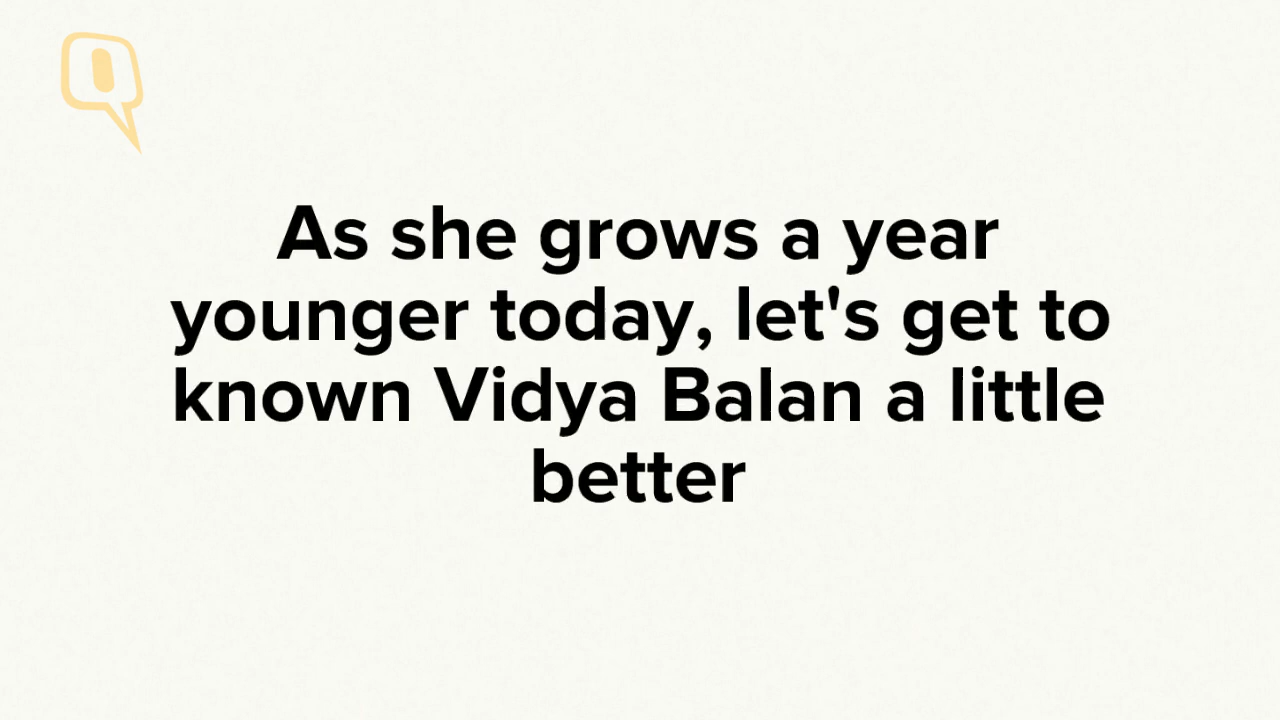 As she grows a year
younger today, let's get to
known Vidya Balan a little
better